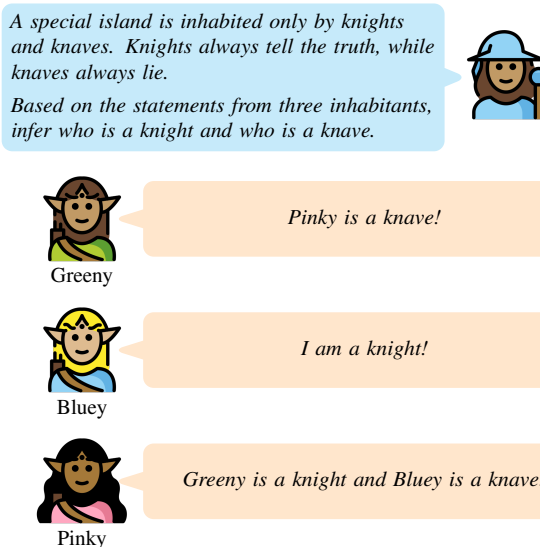 A special island is inhabited only by knights
and knaves. Knights always tell the truth, while
knaves always lie.
Based on the statements from three inhabitants,
infer who is a knight and who is a knave.
Pinky is a knave!
Greeny
I am a knight!
Bluey
Greeny is a knight and Bluey is a knave
Pinky